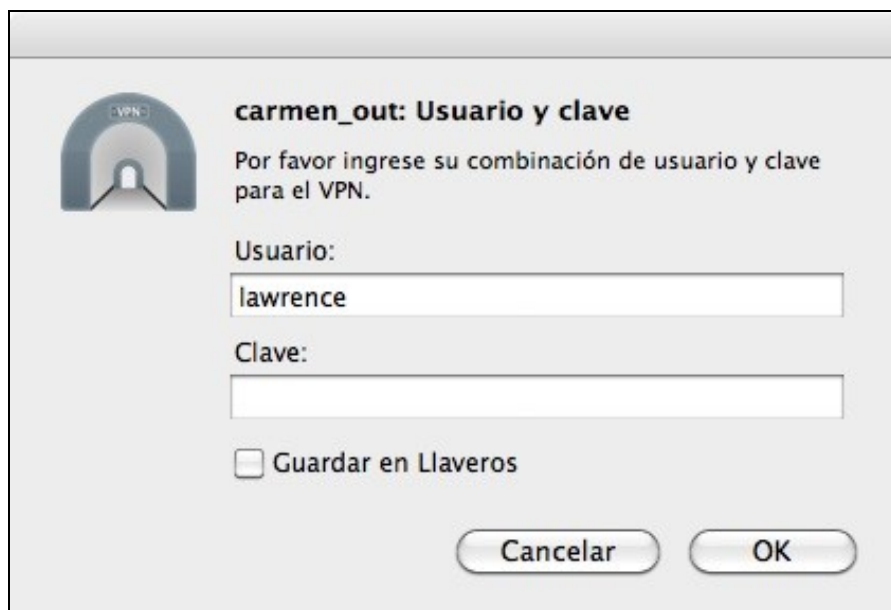 VPN
carmen_out: Usuario y clave
Por favor ingrese su combinación de usuario y clave
para el VPN.
Usuario:
lawrence
Clave:
Guardar en Llaveros
Cancelar
OK